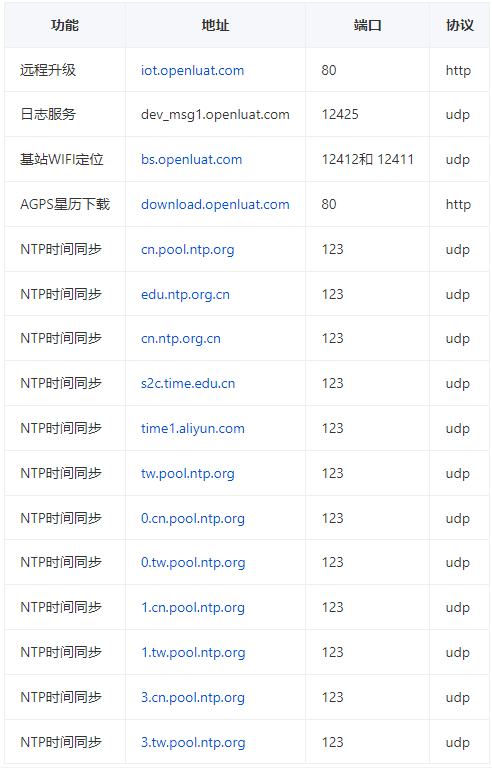 功能 地址 端口 协议
远程升级 iot.openluat.com 80 http
日志服务 dev_msg1.openluat.com 12425 udp
基站WIFI定位 bs.openluat.com 12412和 12411 udp
AGPS星历下载 download.openluat.com 80 http
NTP时间同步 cn.pool.ntp.org 123 udp
NTP时间同步 edu.ntp.org.cn 123 udp
NTP时间同步 cn.ntp.org.cn 123 udp
NTP时间同步 s2c.time.edu.cn 123 udp
NTP时间同步 time1.aliyun.com 123 udp
NTP时间同步 tw.pool.ntp.org 123 udp
NTP时间同步 0.cn.pool.ntp.org 123 udp
NTP时间同步 0.tw.pool.ntp.org 123 udp
NTP时间同步 1.cn.pool.ntp.org 123 udp
NTP时间同步 1.tw.pool.ntp.org 123 udp
NTP时间同步 3.cn.pool.ntp.org 123 udp
NTP时间同步 3.tw.pool.ntp.org 123 udp